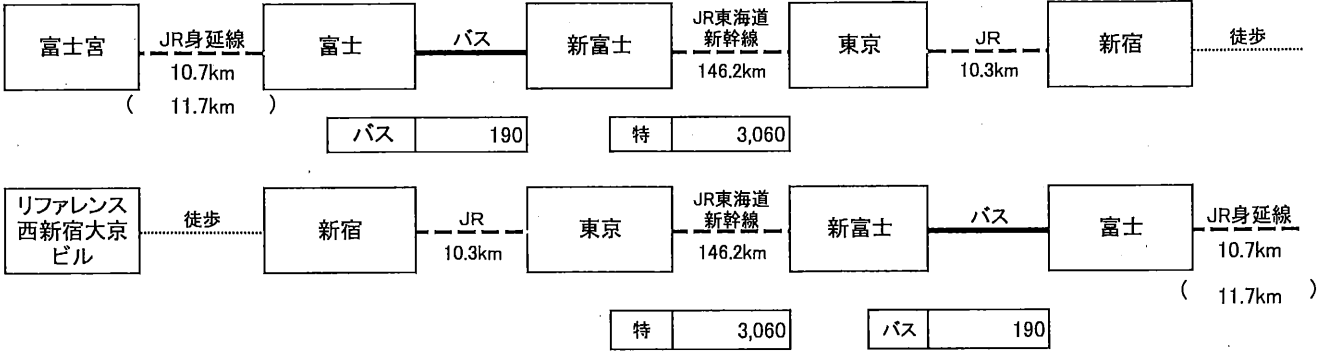 富士宮 JR身延線 富士 バス 新富士 JR東海道 東京 JR 新宿 徒歩
新幹線
10.7km 146.2km 10.3km
( 11.7km )
バス 190 特 3,060
リファレンス 徒歩 新宿 JR 東京 JR東海道 新富士 バス 富士 JR身延線
西新宿大京 新幹線
ビル 10.3km 146.2km 10.7km
( 11.7km )
特 3,060 バス 190